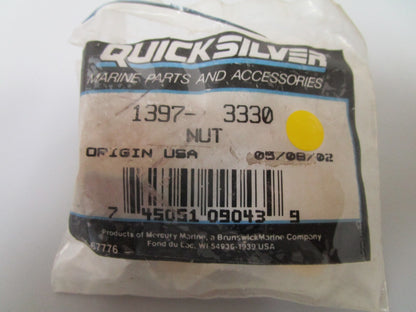 QUICKSILVER
MARINE PARTS AND ACCESSORIES
1397- 3330
NUT
ORIGIN USA 05/08/02
7 45051 09043 9
Products of Mercury Marine, a Brunswick Marine Company
Fond du Lac, WI 54936-1939 USA
87776